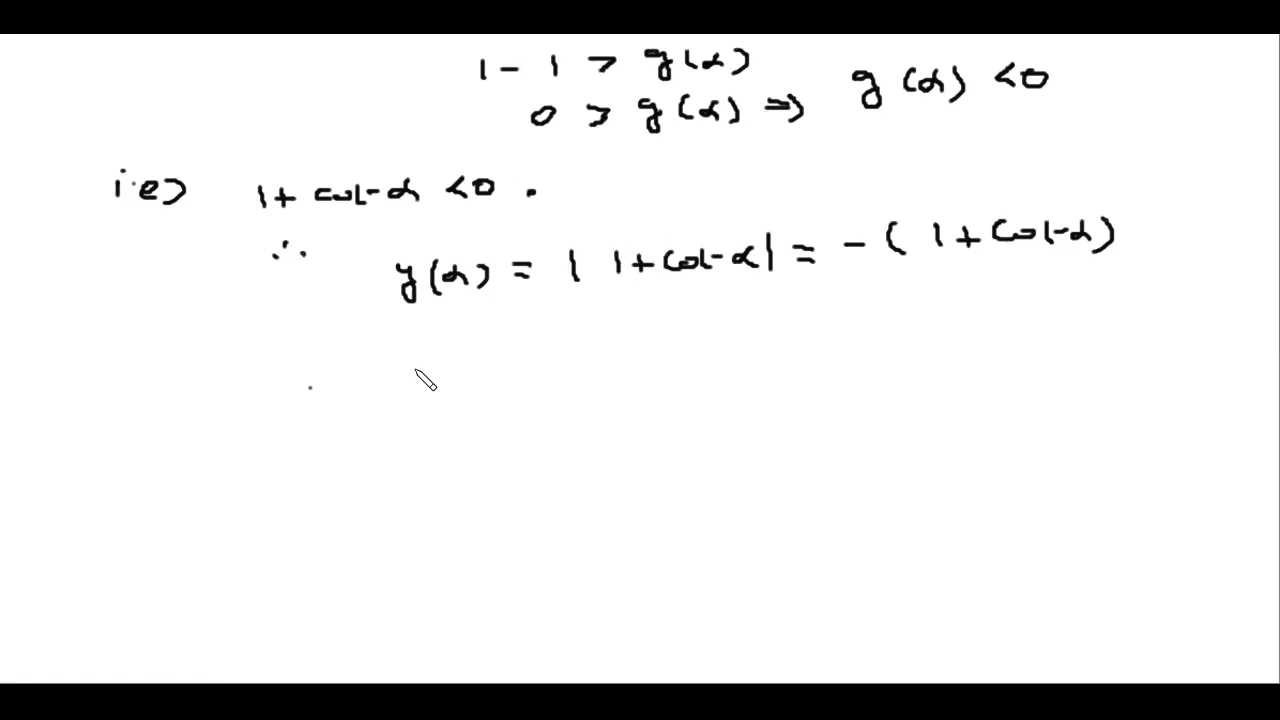 1 - 1 > g(α)
0 > g(α) ⇒ g(α) < 0
i.e) 1 + cot α < 0 .
∴ y(α) = | 1 + cot α | = - ( 1 + cot α )